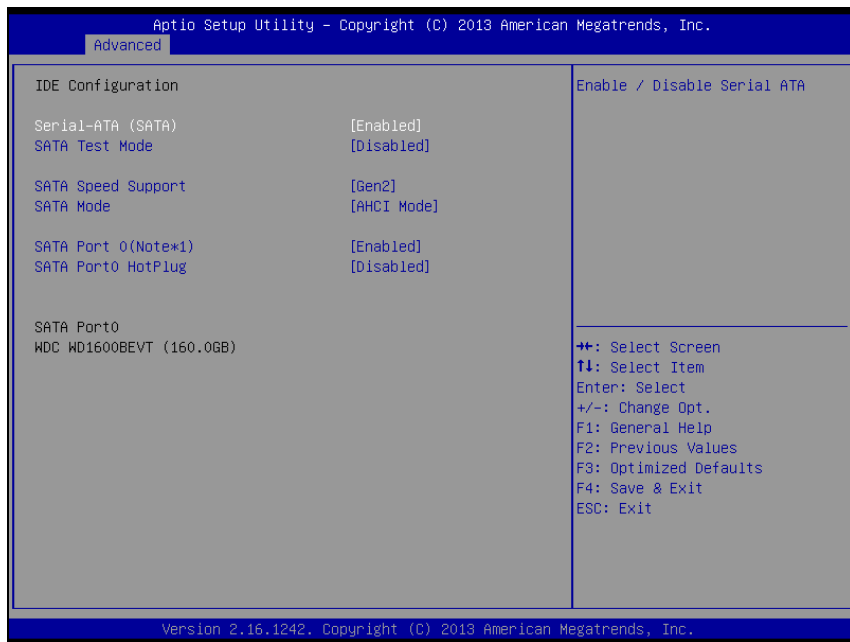 Aptio Setup Utility – Copyright (C) 2013 American Megatrends, Inc.
Advanced
IDE Configuration
Serial-ATA (SATA) [Enabled]
SATA Test Mode [Disabled]
SATA Speed Support [Gen2]
SATA Mode [AHCI Mode]
SATA Port 0(Note*1) [Enabled]
SATA Port0 HotPlug [Disabled]
SATA Port0
WDC WD1600BEVT (160.0GB)
Enable / Disable Serial ATA
→←: Select Screen
↑↓: Select Item
Enter: Select
+/-: Change Opt.
F1: General Help
F2: Previous Values
F3: Optimized Defaults
F4: Save & Exit
ESC: Exit
Version 2.16.1242. Copyright (C) 2013 American Megatrends, Inc.